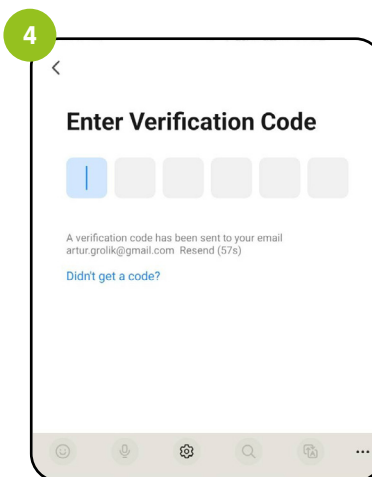 4
Enter Verification Code
A verification code has been sent to your email
artur.grolik@gmail.com Resend (57s)
Didn't get a code?